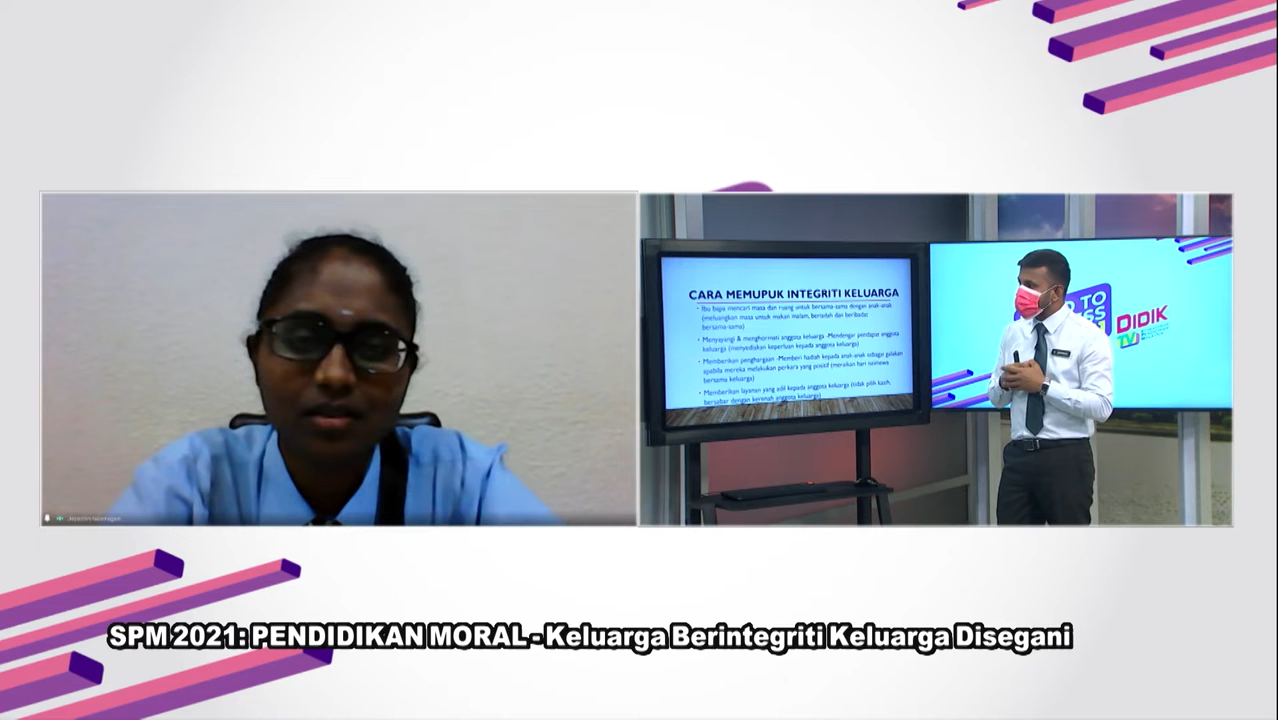 CARA MEMUPUK INTEGRITI KELUARGA
• Ibu bapa mencari masa dan ruang untuk bersama-sama dengan anak-anak
(meluangkan masa untuk makan malam, beriadah dan beribadat
bersama-sama)
• Menyayangi & menghormati anggota keluarga -Mendengar pendapat anggota
keluarga (menyediakan keperluan kepada anggota keluarga)
• Memberikan penghargaan -Memberi hadiah kepada anak-anak sebagai galakan
apabila mereka melakukan perkara yang positif (meraikan hari istimewa
bersama keluarga)
• Memberikan layanan yang adil kepada anggota keluarga (tidak pilih kasih,
bersabar dengan kerenah anggota keluarga)
TO
DIDIK
TV
SPM 2021: PENDIDIKAN MORAL - Keluarga Berintegriti Keluarga Disegani